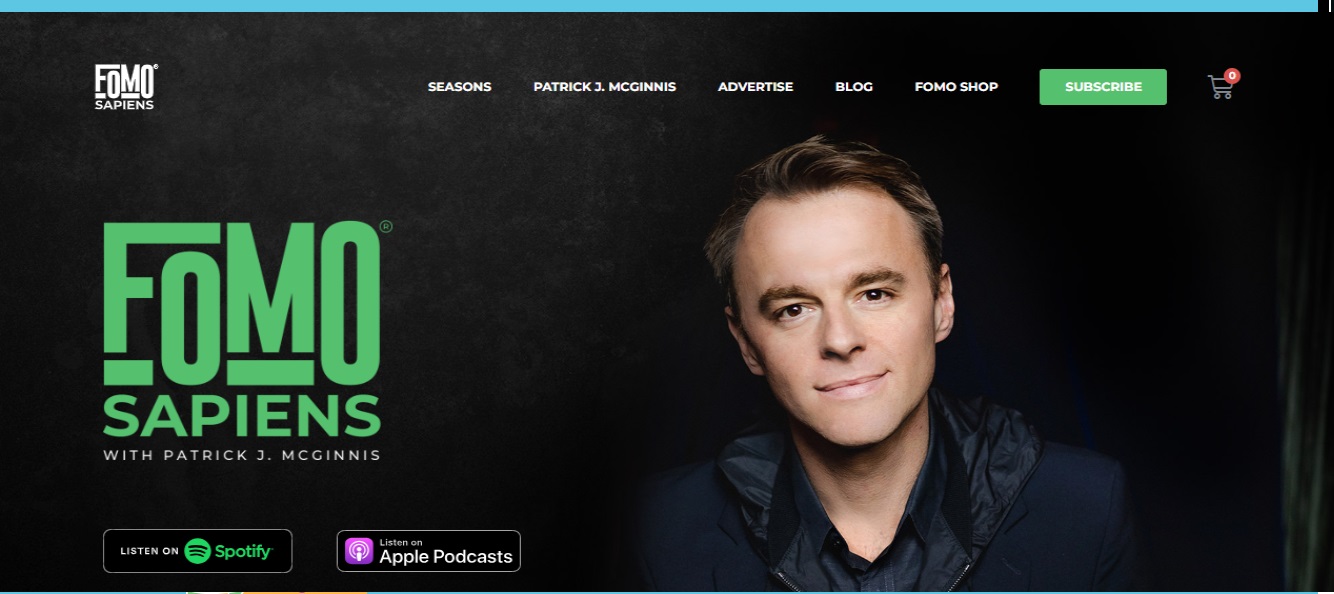 FOMO®
SAPIENS
SEASONS
PATRICK J. MCGINNIS
ADVERTISE
BLOG
FOMO SHOP
SUBSCRIBE
0
FOMO®
SAPIENS
WITH PATRICK J. MCGINNIS
LISTEN ON Spotify
Listen on
Apple Podcasts